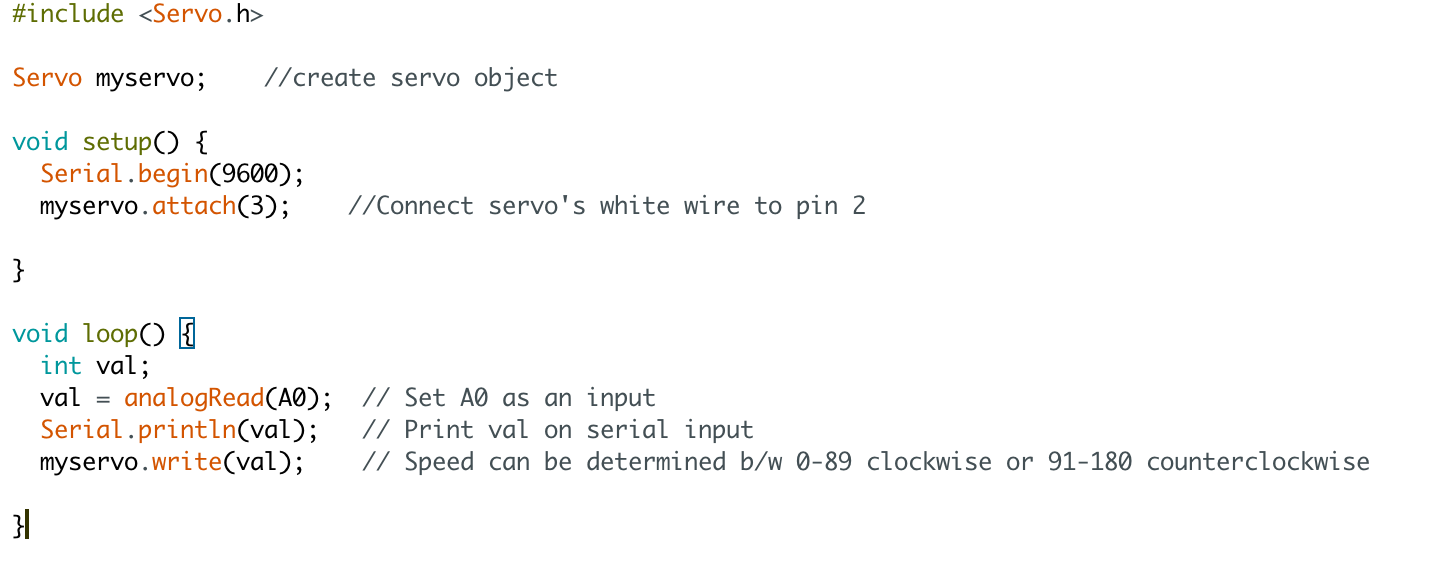 #include <Servo.h>
Servo myservo;    //create servo object
void setup() {
  Serial.begin(9600);
  myservo.attach(3);    //Connect servo's white wire to pin 2
}
void loop() {
  int val;
  val = analogRead(A0);  // Set A0 as an input
  Serial.println(val);   // Print val on serial input
  myservo.write(val);    // Speed can be determined b/w 0-89 clockwise or 91-180 counterclockwise
}